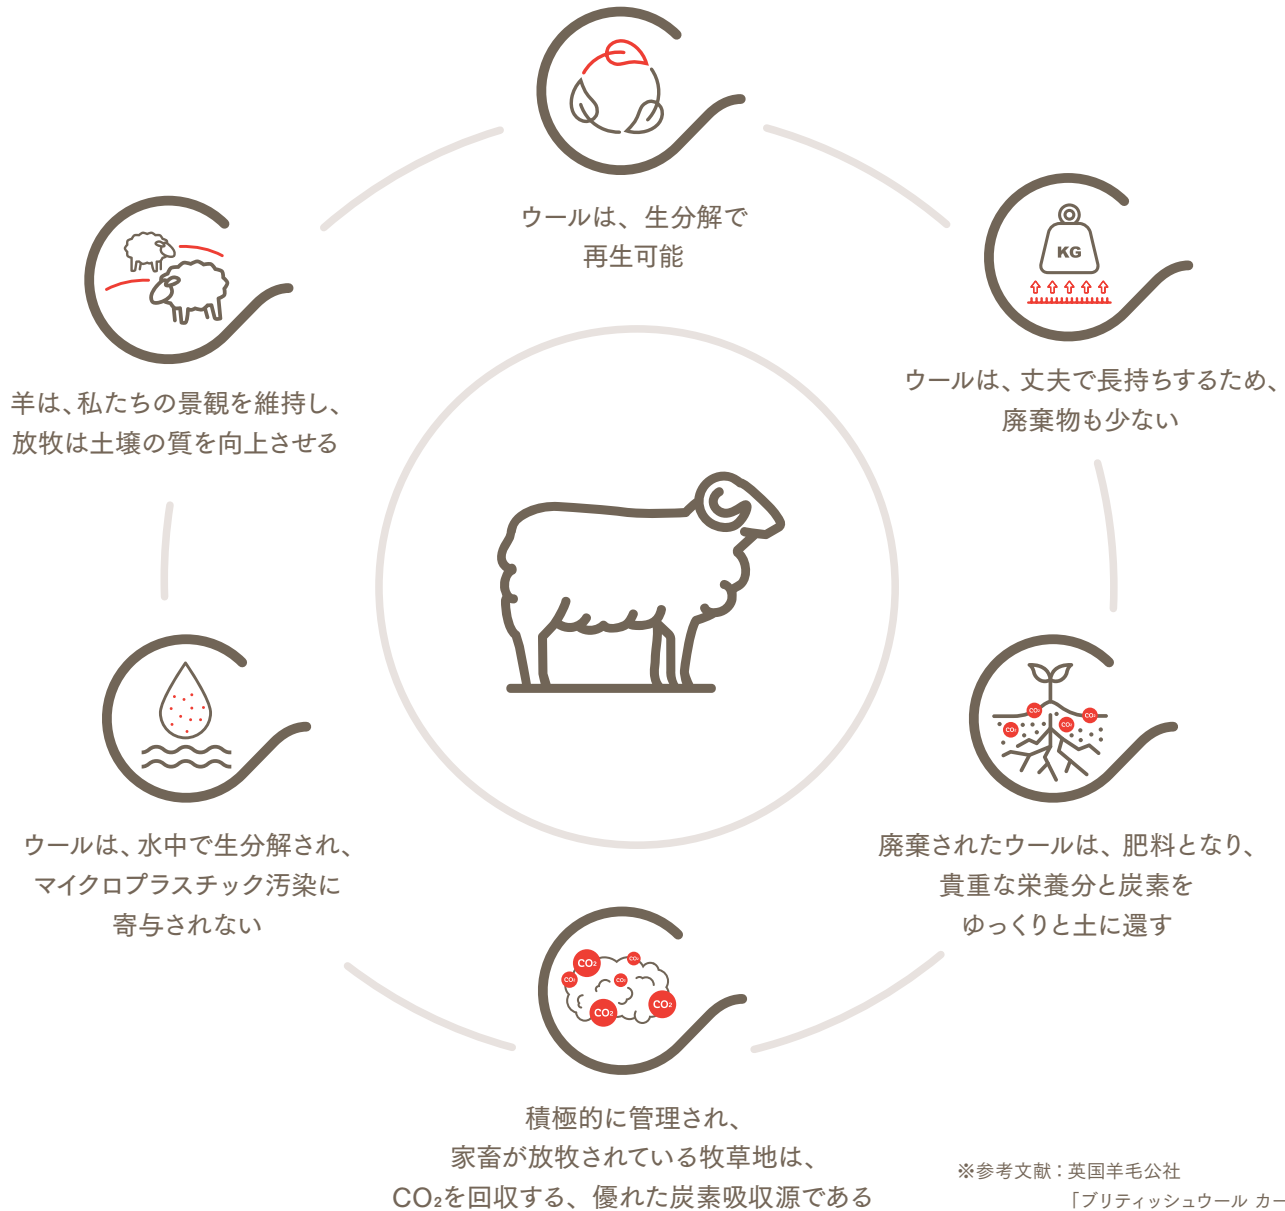 ウールは、生分解で
再生可能
KG
ウールは、丈夫で長持ちするため、
廃棄物も少ない
羊は、私たちの景観を維持し、
放牧は土壌の質を向上させる
CO₂
CO₂
CO₂
CO₂
廃棄されたウールは、肥料となり、
貴重な栄養分と炭素を
ゆっくりと土に還す
ウールは、水中で生分解され、
マイクロプラスチック汚染に
寄与されない
CO₂
CO₂
CO₂
CO₂
CO₂
CO₂
積極的に管理され、
家畜が放牧されている牧草地は、
CO₂を回収する、優れた炭素吸収源である
※参考文献：英国羊毛公社
「ブリティッシュウール カー